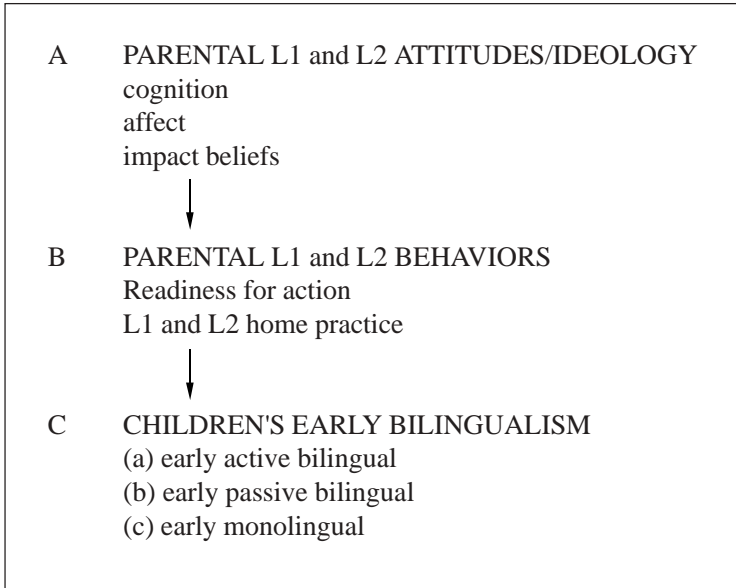 A PARENTAL L1 and L2 ATTITUDES/IDEOLOGY
cognition
affect
impact beliefs
B PARENTAL L1 and L2 BEHAVIORS
Readiness for action
L1 and L2 home practice
C CHILDREN'S EARLY BILINGUALISM
(a) early active bilingual
(b) early passive bilingual
(c) early monolingual